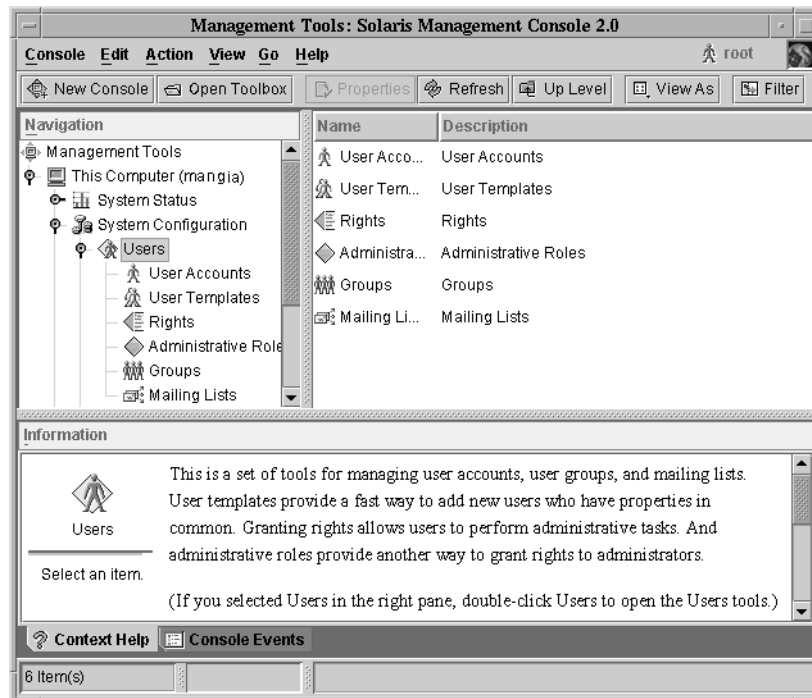 Management Tools: Solaris Management Console 2.0
Console Edit Action View Go Help root
New Console Open Toolbox Properties Refresh Up Level View As Filter
Navigation
Management Tools
This Computer (mangia)
System Status
System Configuration
Users
User Accounts
User Templates
Rights
Administrative Role
Groups
Mailing Lists
Name Description
User Acco... User Accounts
User Tem... User Templates
Rights Rights
Administra... Administrative Roles
Groups Groups
Mailing Li... Mailing Lists
Information
Users
Select an item.
This is a set of tools for managing user accounts, user groups, and mailing lists.
User templates provide a fast way to add new users who have properties in
common. Granting rights allows users to perform administrative tasks. And
administrative roles provide another way to grant rights to administrators.
(If you selected Users in the right pane, double-click Users to open the Users tools.)
Context Help Console Events
6 Item(s)